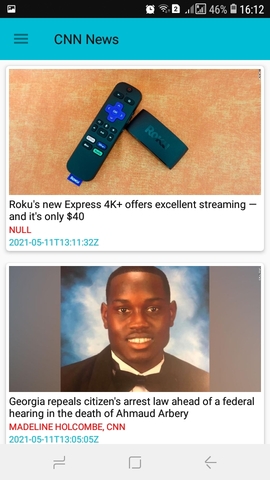 2 46% 16:12
CNN News
Roku
Roku's new Express 4K+ offers excellent streaming —
and it's only $40
NULL
2021-05-11T13:11:32Z
Georgia repeals citizen's arrest law ahead of a federal
hearing in the death of Ahmaud Arbery
MADELINE HOLCOMBE, CNN
2021-05-11T13:05:05Z